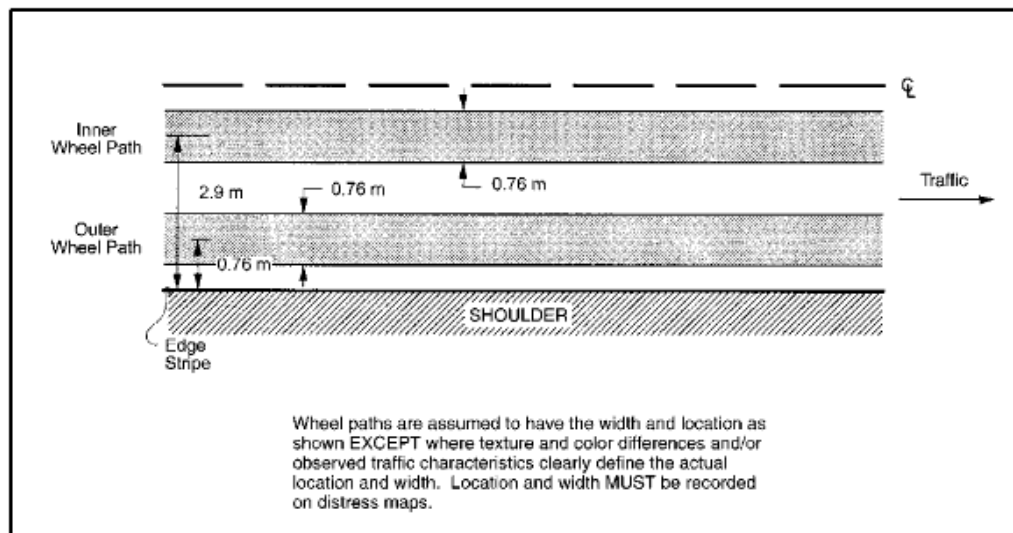 ℄
Inner
Wheel Path
2.9 m
0.76 m
0.76 m
Traffic
Outer
Wheel Path
0.76 m
SHOULDER
Edge
Stripe
Wheel paths are assumed to have the width and location as
shown EXCEPT where texture and color differences and/or
observed traffic characteristics clearly define the actual
location and width.  Location and width MUST be recorded
on distress maps.